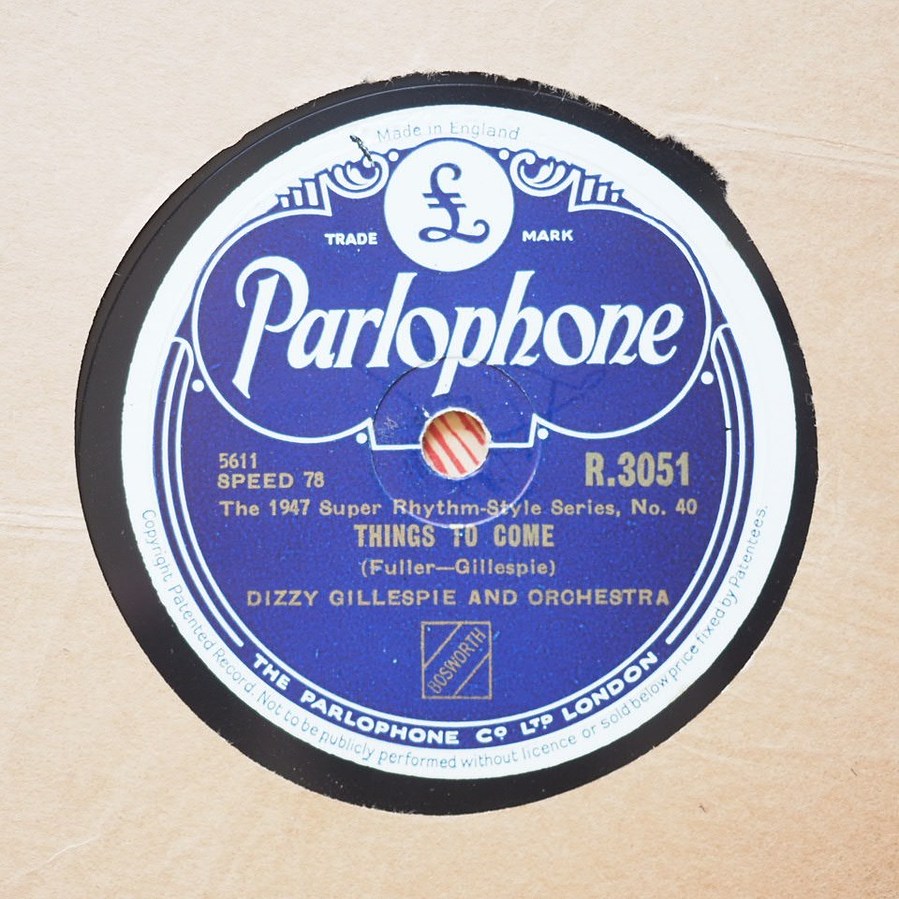 Made in England
£
TRADE MARK
Parlophone
5611
SPEED 78
R.3051
The 1947 Super Rhythm-Style Series, No. 40
THINGS TO COME
(Fuller—Gillespie)
DIZZY GILLESPIE AND ORCHESTRA
BOSWORTH
THE PARLOPHONE Cº LTD LONDON
Copyright Patented Record. Not to be publicly performed without licence or sold below price fixed by Patentees.